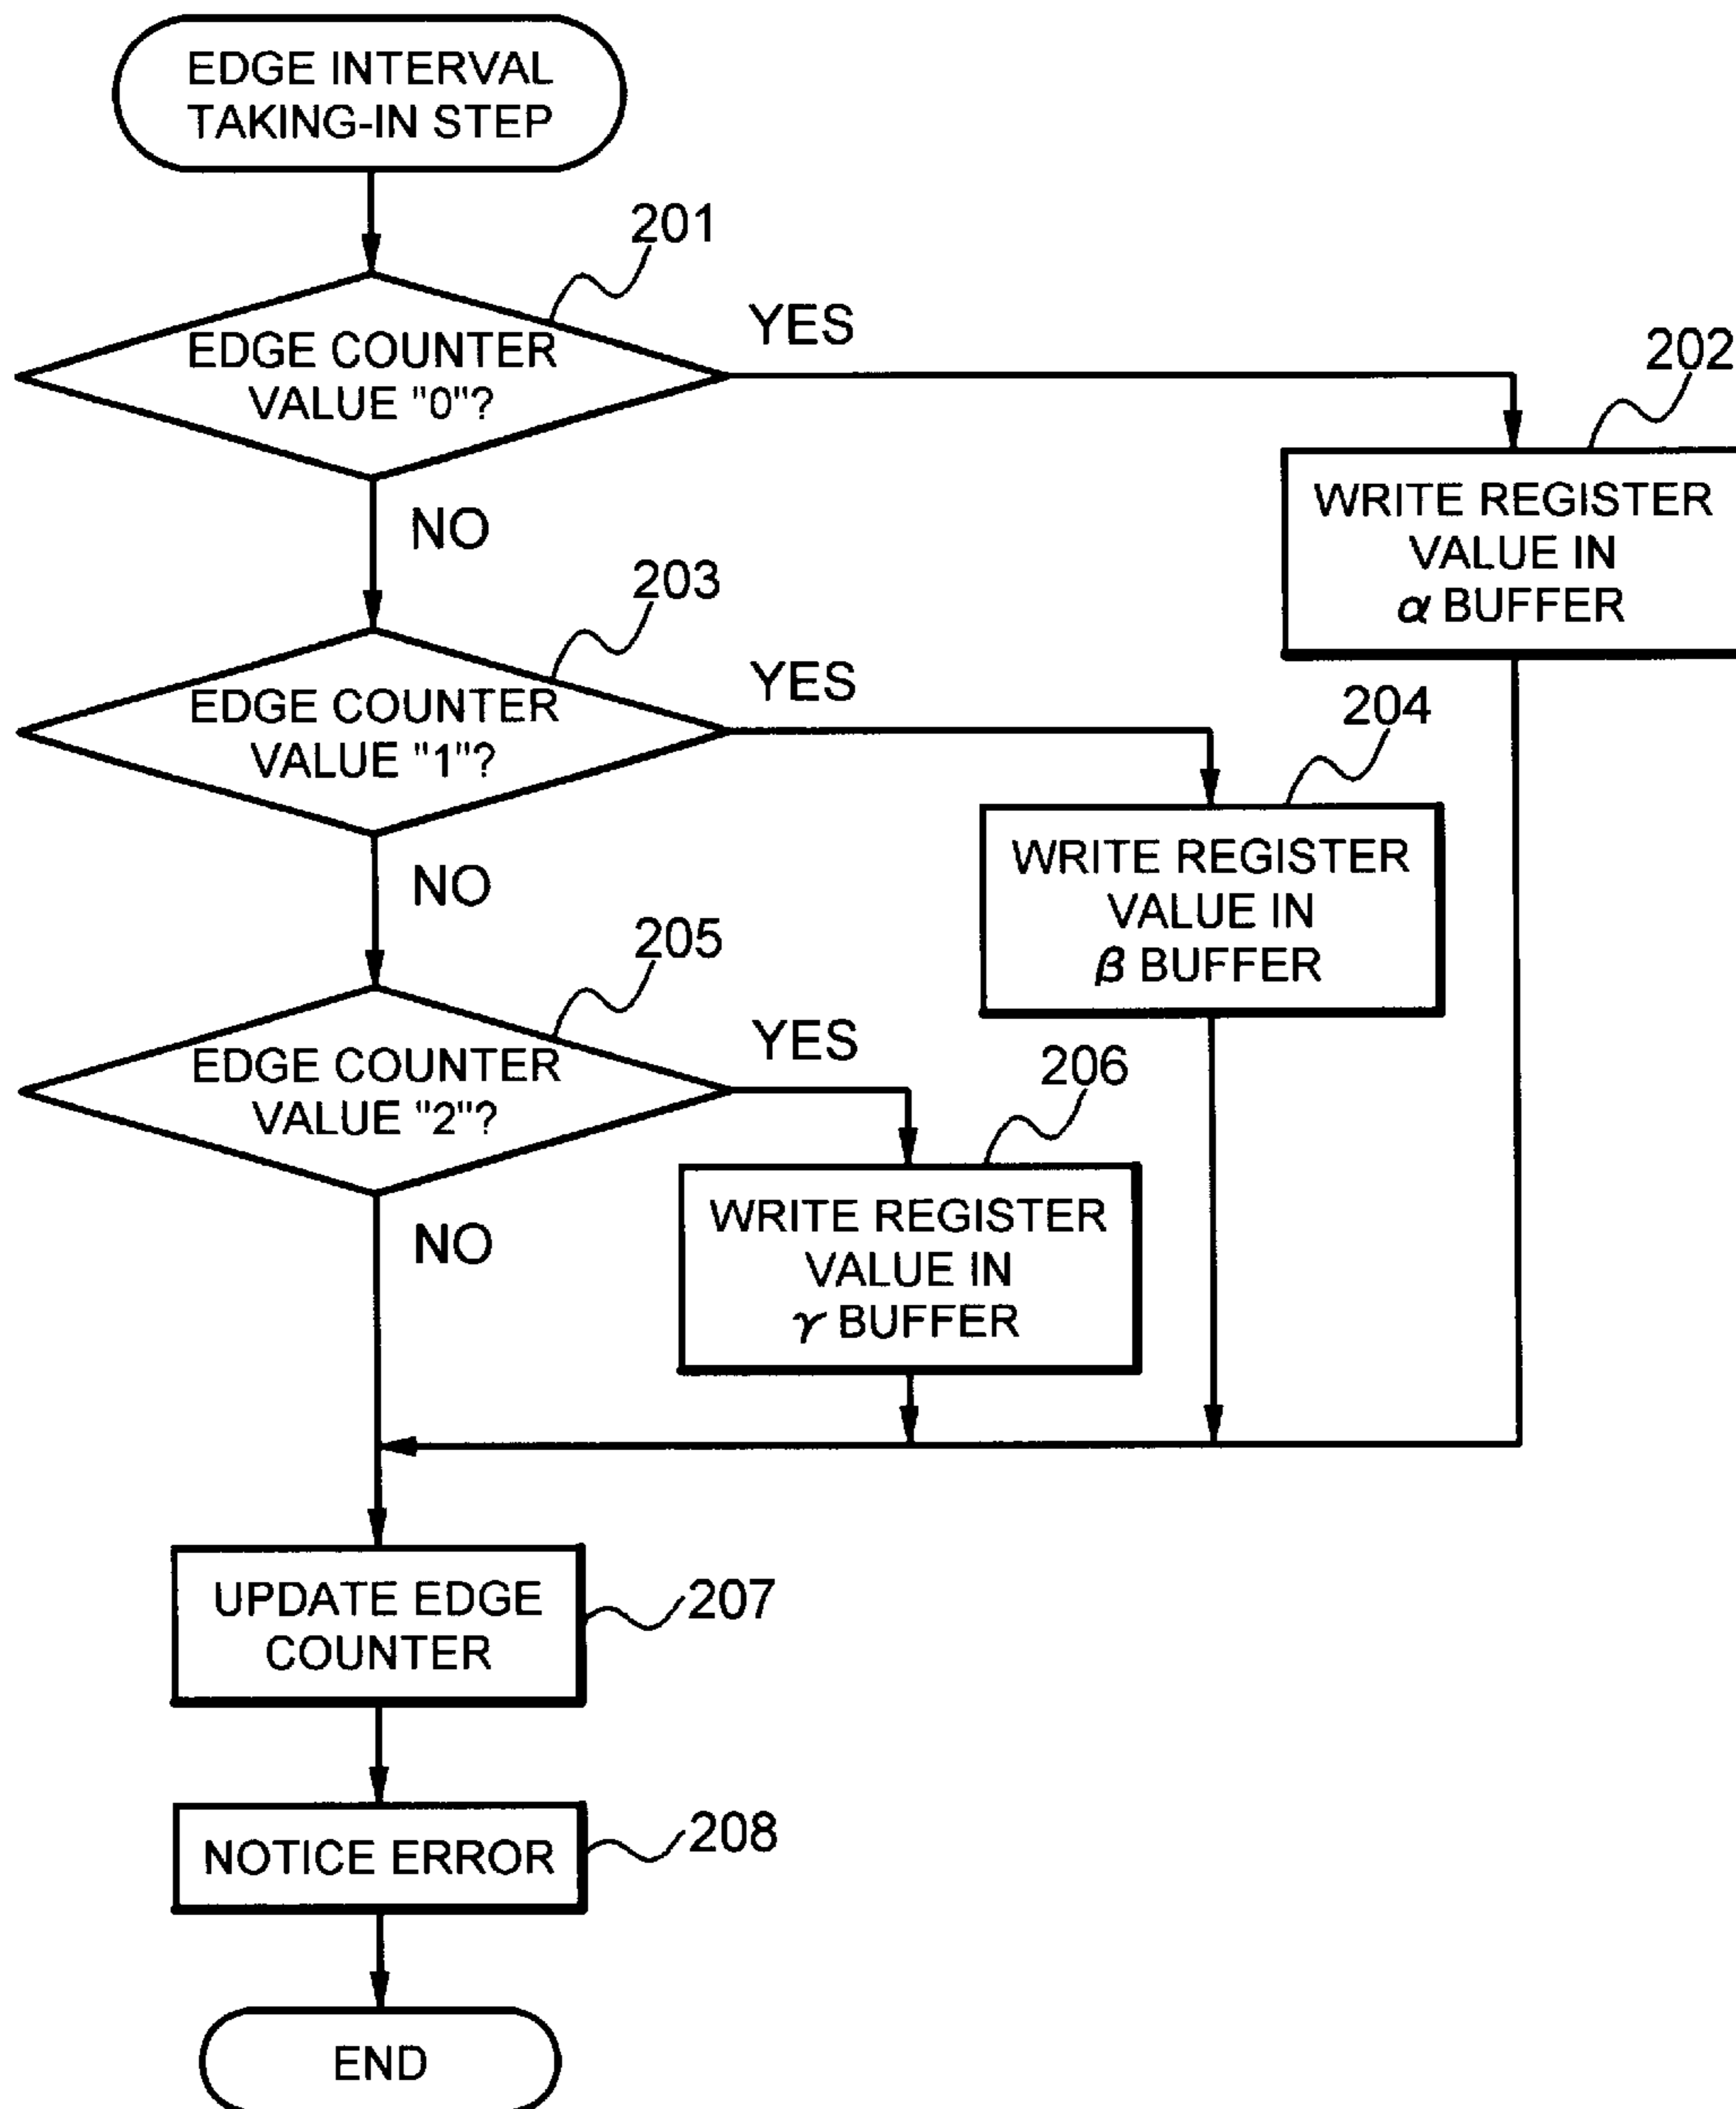 EDGE INTERVAL
TAKING-IN STEP
201
EDGE COUNTER
VALUE "0"?
YES
202
WRITE REGISTER
VALUE IN
α BUFFER
NO
203
EDGE COUNTER
VALUE "1"?
YES
204
WRITE REGISTER
VALUE IN
β BUFFER
NO
205
EDGE COUNTER
VALUE "2"?
YES
206
WRITE REGISTER
VALUE IN
γ BUFFER
NO
UPDATE EDGE
COUNTER
207
NOTICE ERROR
208
END